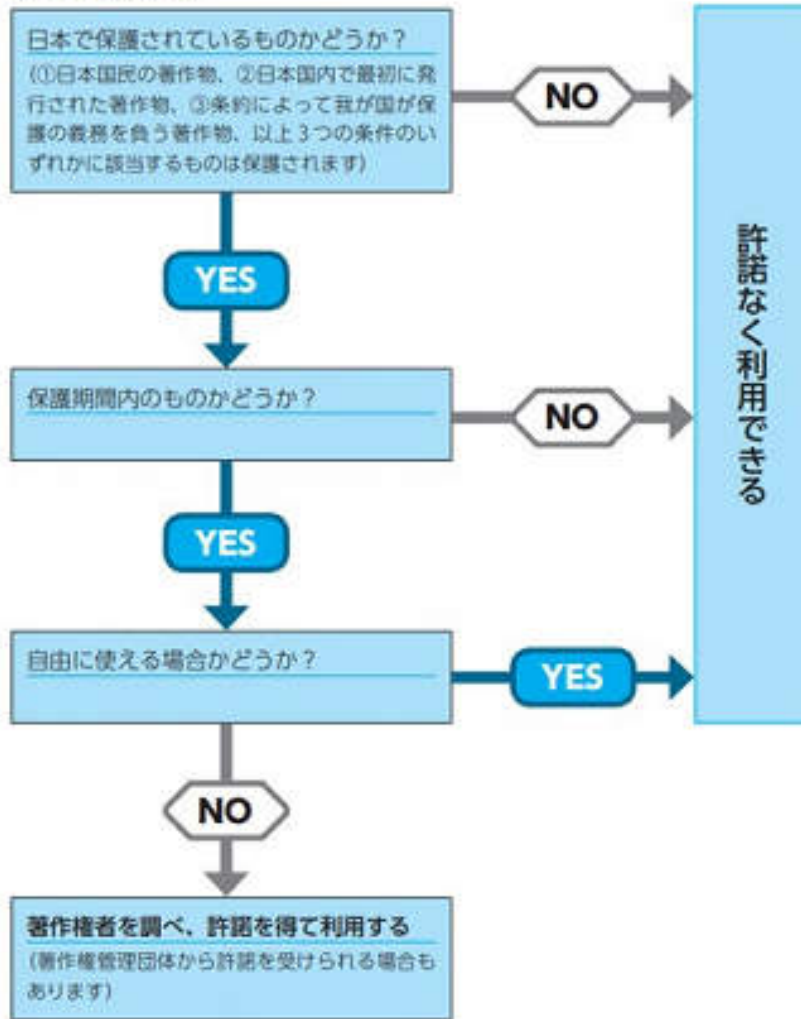 日本で保護されているものかどうか？
（①日本国民の著作物、②日本国内で最初に発
行された著作物、③条約によって我が国が保
護の義務を負う著作物、以上3つの条件のい
ずれかに該当するものは保護されます）
NO
YES
保護期間内のものかどうか？
NO
YES
自由に使える場合かどうか？
YES
NO
著作権者を調べ、許諾を得て利用する
（著作権管理団体から許諾を受けられる場合も
あります）
許諾なく利用できる